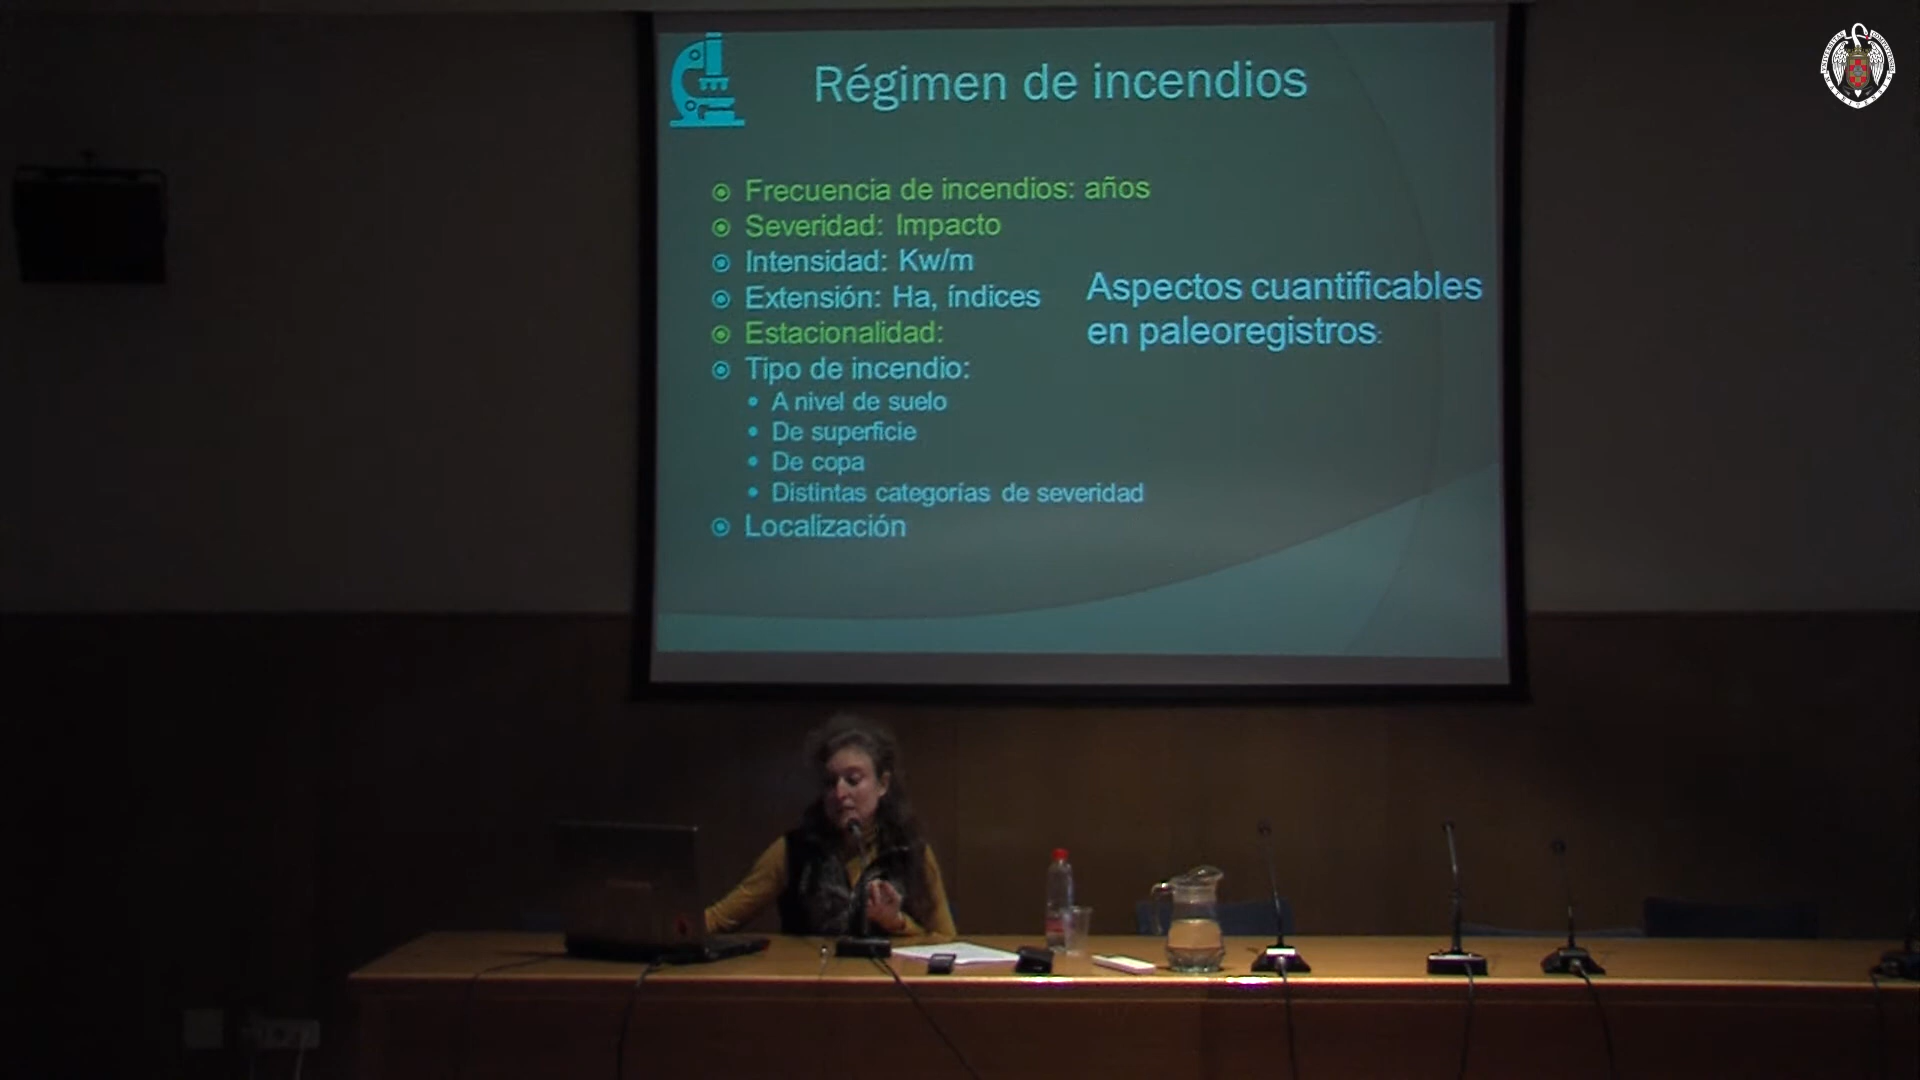 Régimen de incendios
Frecuencia de incendios: años
Severidad: Impacto
Intensidad: Kw/m
Extensión: Ha, índices
Estacionalidad:
Tipo de incendio:
A nivel de suelo
De superficie
De copa
Distintas categorías de severidad
Localización
Aspectos cuantificables
en paleoregistros: